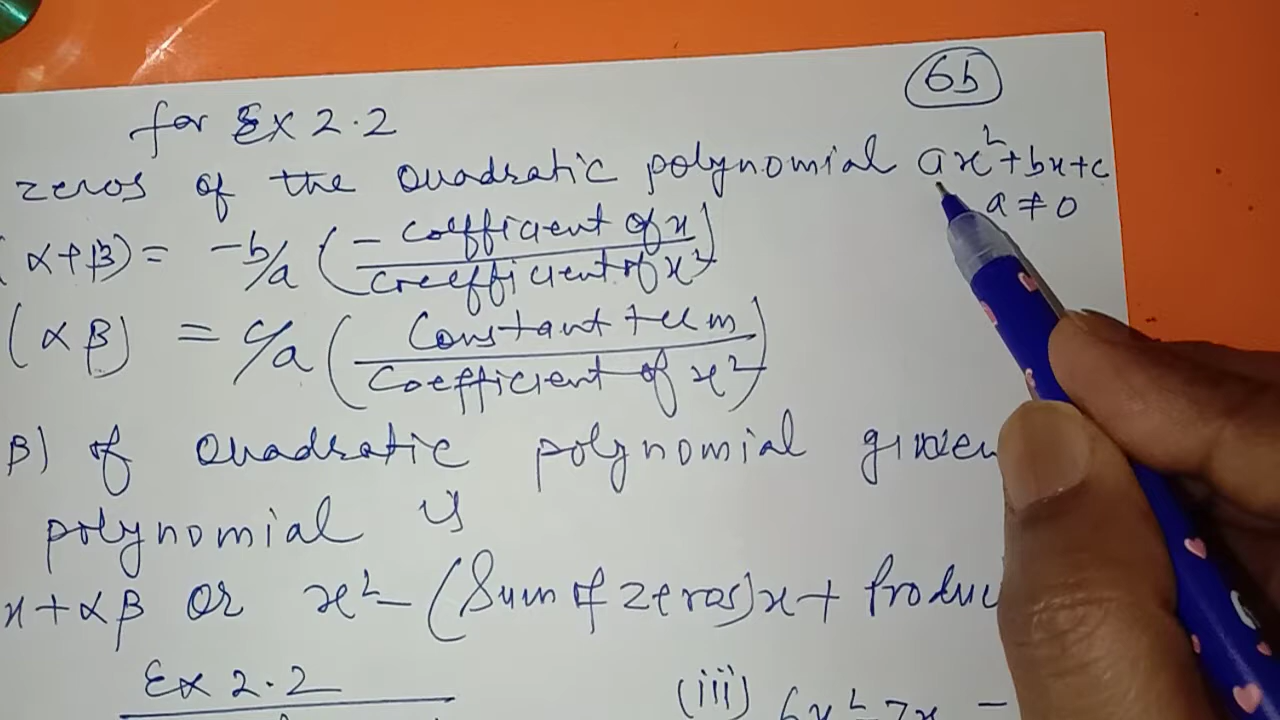 6b
for Ex 2.2
zeros of the Quadratic polynomial ax²+bx+c
a ≠ 0
(α+β) = -b/a (- coefficient of x / coefficient of x²)
(αβ) = c/a (Constant term / Coefficient of x²)
β) of Quadratic polynomial given
polynomial is
x+αβ or x²-(Sum of zeros)x+ Produc
Ex 2.2
(iii) 6x²-7x-